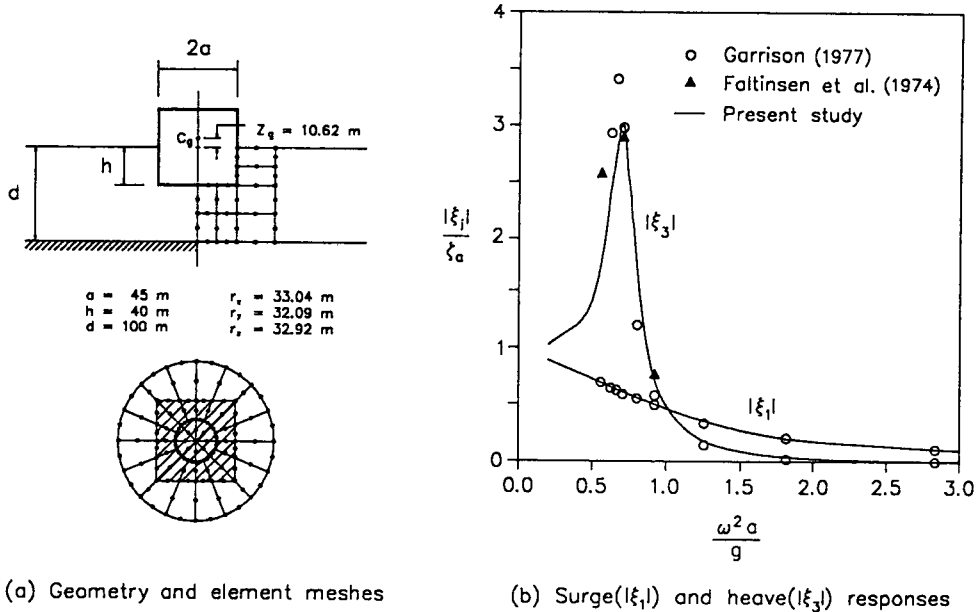 2a
C_g
Z_g = 10.62 m
h
d
a = 45 m
h = 40 m
d = 100 m
r_x = 33.04 m
r_y = 32.09 m
r_z = 32.92 m
(a) Geometry and element meshes
4
3
2
1
0
|ξ_j|
ζ_a
Garrison (1977)
Faltinsen et al. (1974)
Present study
|ξ_3|
|ξ_1|
0.0 0.5 1.0 1.5 2.0 2.5 3.0
ω² a
g
(b) Surge(|ξ_1|) and heave(|ξ_3|) responses